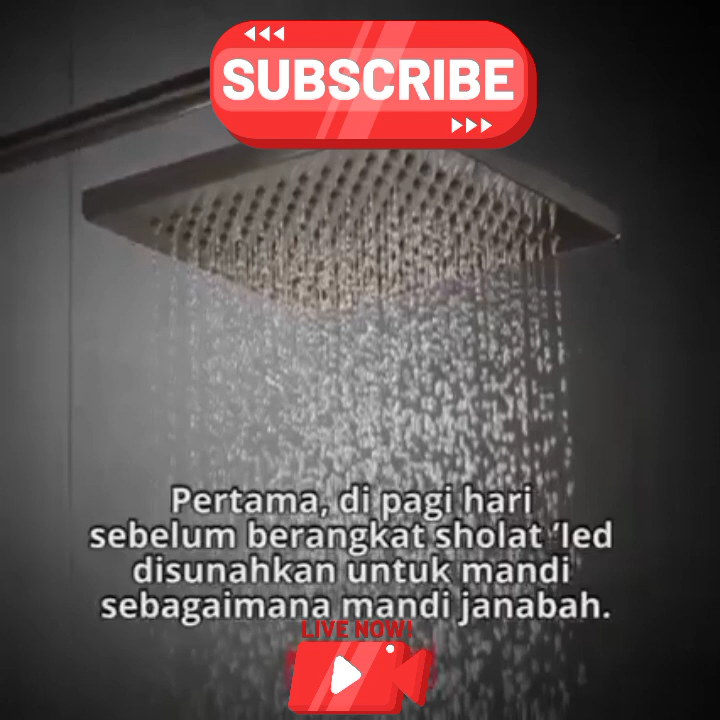 SUBSCRIBE
Pertama, di pagi hari
sebelum berangkat sholat ‘Ied
disunahkan untuk mandi
sebagaimana mandi janabah.
LIVE NOW!